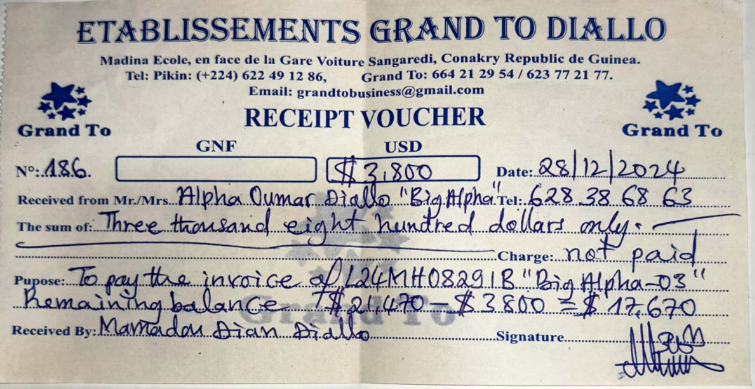 ETABLISSEMENTS GRAND TO DIALLO
Madina Ecole, en face de la Gare Voiture Sangaredi, Conakry Republic de Guinea.
Tel: Pikin: (+224) 622 49 12 86, Grand To: 664 21 29 54 / 623 77 21 77.
Email: grandtobusiness@gmail.com
Grand To
RECEIPT VOUCHER
Grand To
GNF USD
N°: 186. $ 3,800 Date: 28/12/2024
Received from Mr./Mrs. Alpha Oumar Diallo "Big Alpha" Tel: 628 38 68 63
The sum of: Three thousand eight hundred dollars only.
Charge: not paid
Pupose: To pay the invoice of L24MH08291B "Big Alpha-03"
Remaining balance $ 21,470 - $ 3800 = $ 17,670
Grand To
Received By: Mamadou Dian Diallo Signature